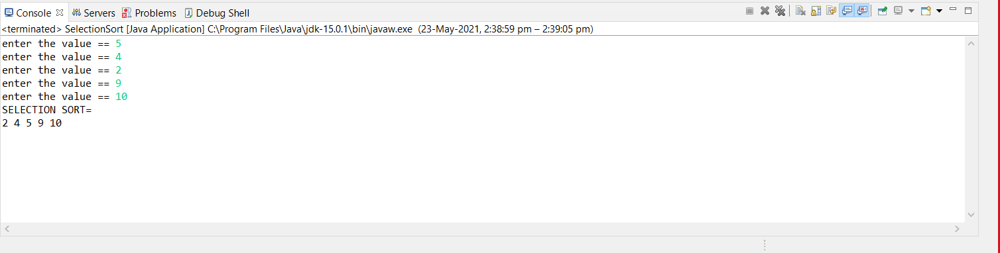 Console Servers Problems Debug Shell
<terminated> SelectionSort [Java Application] C:\Program Files\Java\jdk-15.0.1\bin\javaw.exe (23-May-2021, 2:38:59 pm – 2:39:05 pm)
enter the value == 5
enter the value == 4
enter the value == 2
enter the value == 9
enter the value == 10
SELECTION SORT=
2 4 5 9 10